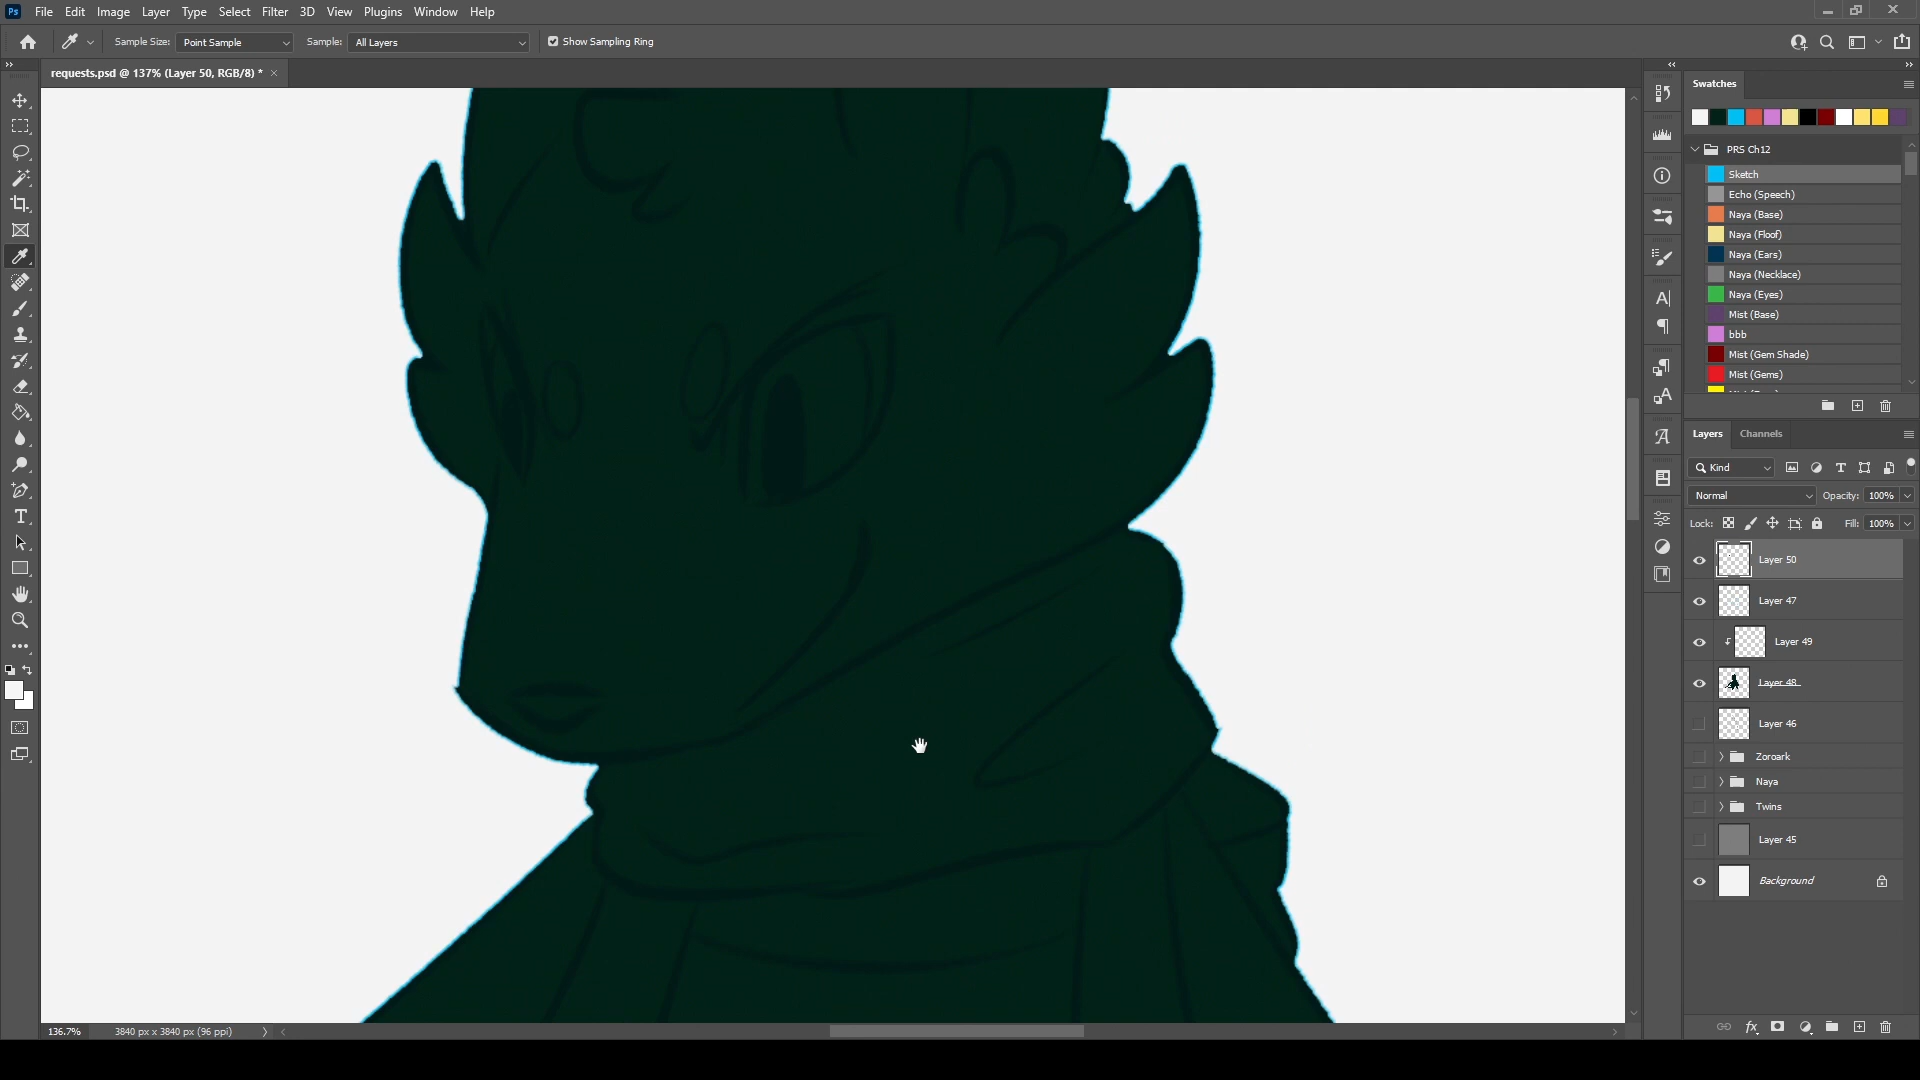 Ps File Edit Image Layer Type Select Filter 3D View Plugins Window Help
Sample Size: Point Sample Sample: All Layers Show Sampling Ring
requests.psd @ 137% (Layer 50, RGB/8) *
Swatches
PRS Ch12
Sketch
Echo (Speech)
Naya (Base)
Naya (Floof)
Naya (Ears)
Naya (Necklace)
Naya (Eyes)
Mist (Base)
bbb
Mist (Gem Shade)
Mist (Gems)
Layers Channels
Kind
Normal Opacity: 100%
Lock: Fill: 100%
Layer 50
Layer 47
Layer 49
Layer 48
Layer 46
Zoroark
Naya
Twins
Layer 45
Background
136.7% 3840 px x 3840 px (96 ppi)